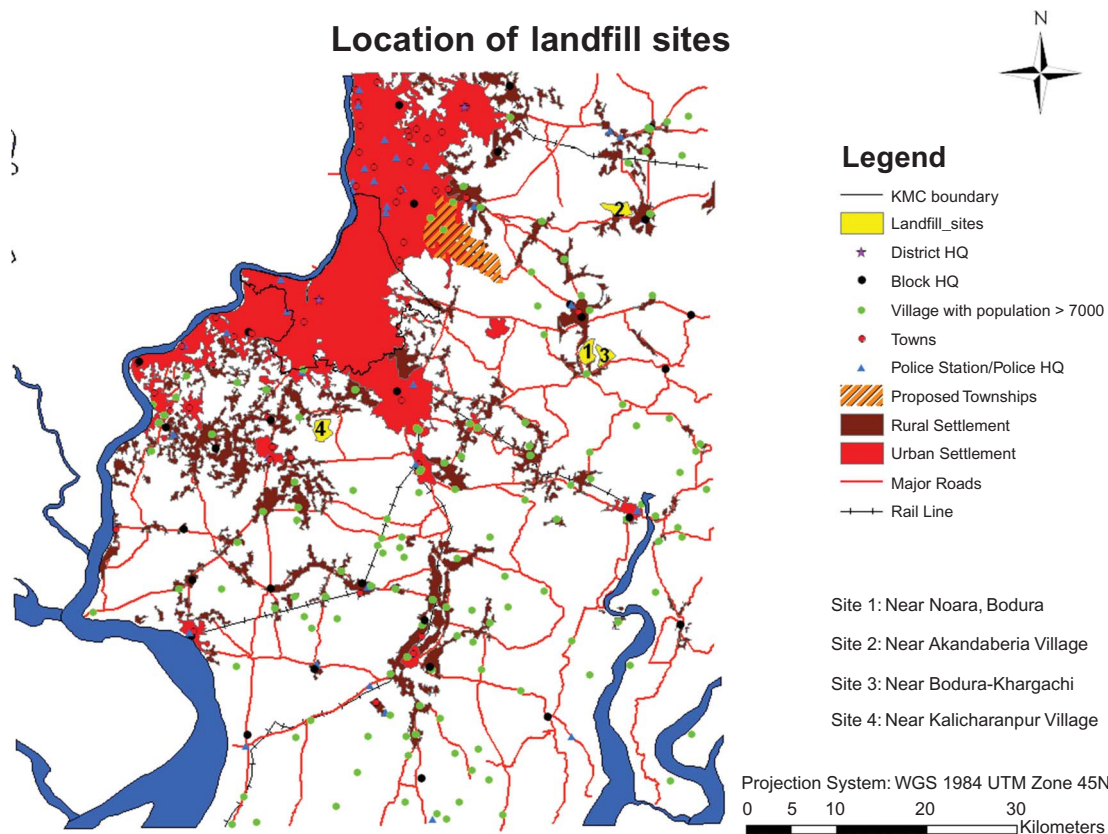 Location of landfill sites
N
2
1
3
4
Legend
KMC boundary
Landfill_sites
District HQ
Block HQ
Village with population > 7000
Towns
Police Station/Police HQ
Proposed Townships
Rural Settlement
Urban Settlement
Major Roads
Rail Line
Site 1: Near Noara, Bodura
Site 2: Near Akandaberia Village
Site 3: Near Bodura-Khargachi
Site 4: Near Kalicharanpur Village
Projection System: WGS 1984 UTM Zone 45N
0 5 10 20 30
Kilometers